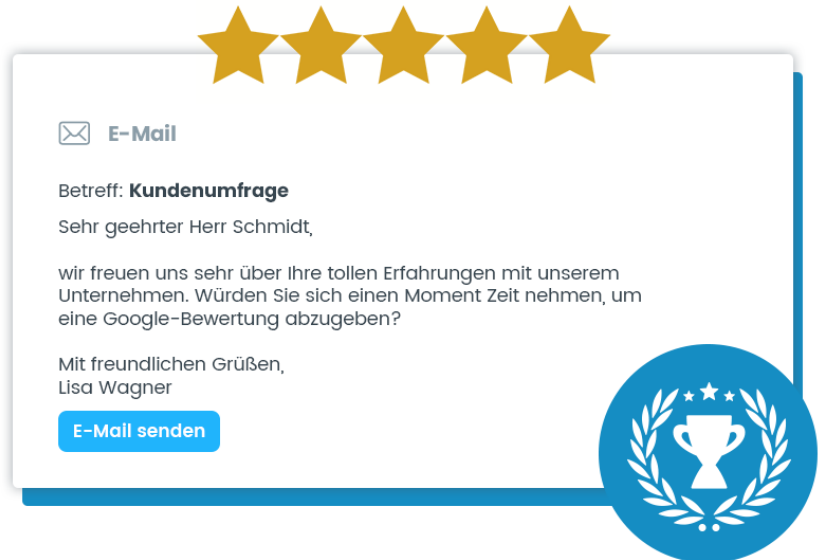 E-Mail
Betreff: Kundenumfrage
Sehr geehrter Herr Schmidt,
wir freuen uns sehr über Ihre tollen Erfahrungen mit unserem
Unternehmen. Würden Sie sich einen Moment Zeit nehmen, um
eine Google-Bewertung abzugeben?
Mit freundlichen Grüßen,
Lisa Wagner
E-Mail senden